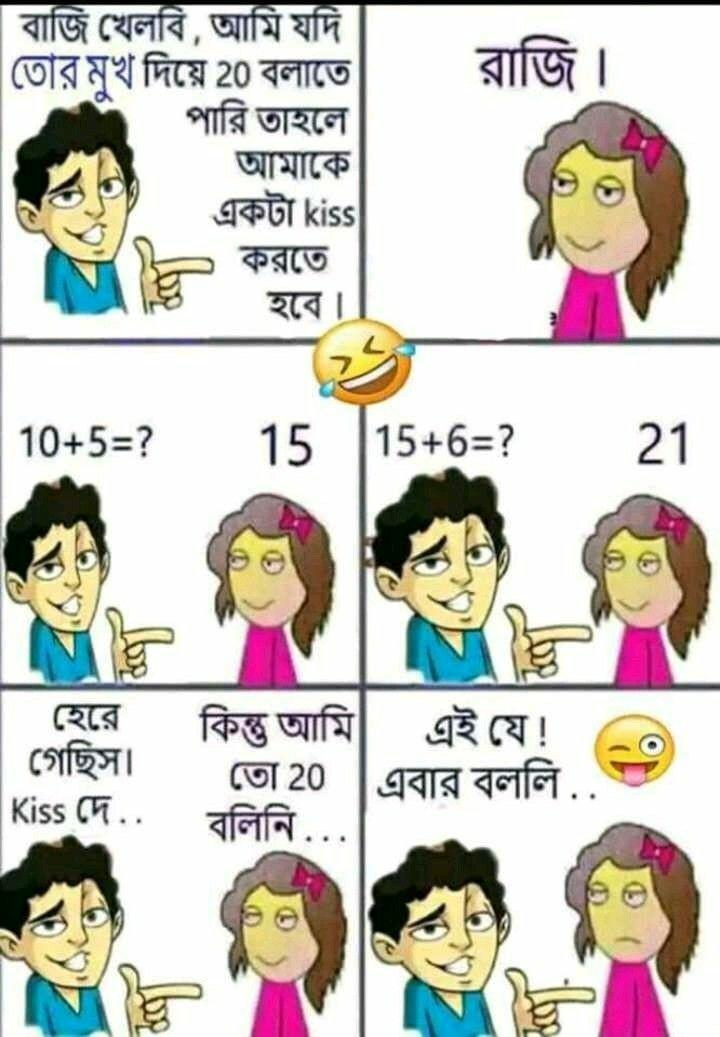 বাজি খেলবি, আমি যদি
তোর মুখ দিয়ে 20 বলাতে
পারি তাহলে
আমাকে
একটা kiss
করতে
হবে।
রাজি।
10+5=?
15
15+6=?
21
হেরে
গেছিস।
Kiss দে..
কিন্তু আমি
তো 20
বলিনি...
এই যে!
এবার বললি..